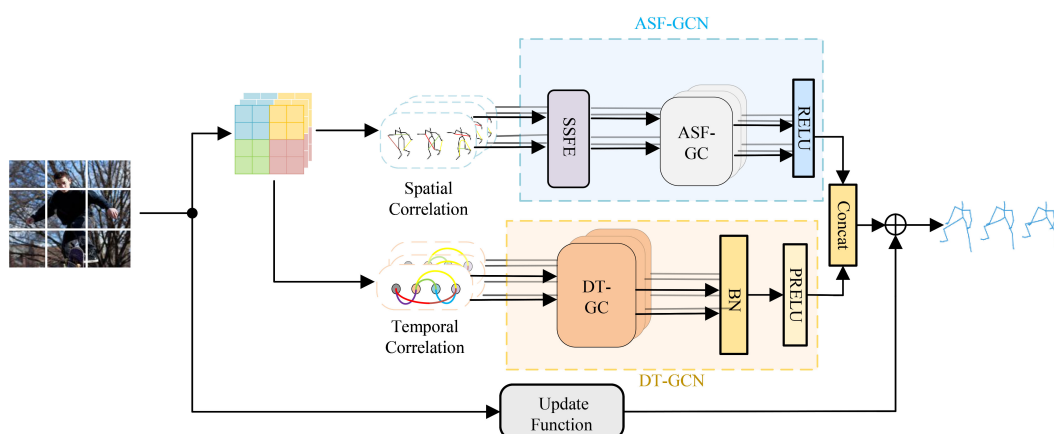 ASF-GCN
SSFE
ASF-
GC
RELU
Spatial
Correlation
Concat
DT-
GC
BN
PRELU
Temporal
Correlation
DT-GCN
Update
Function